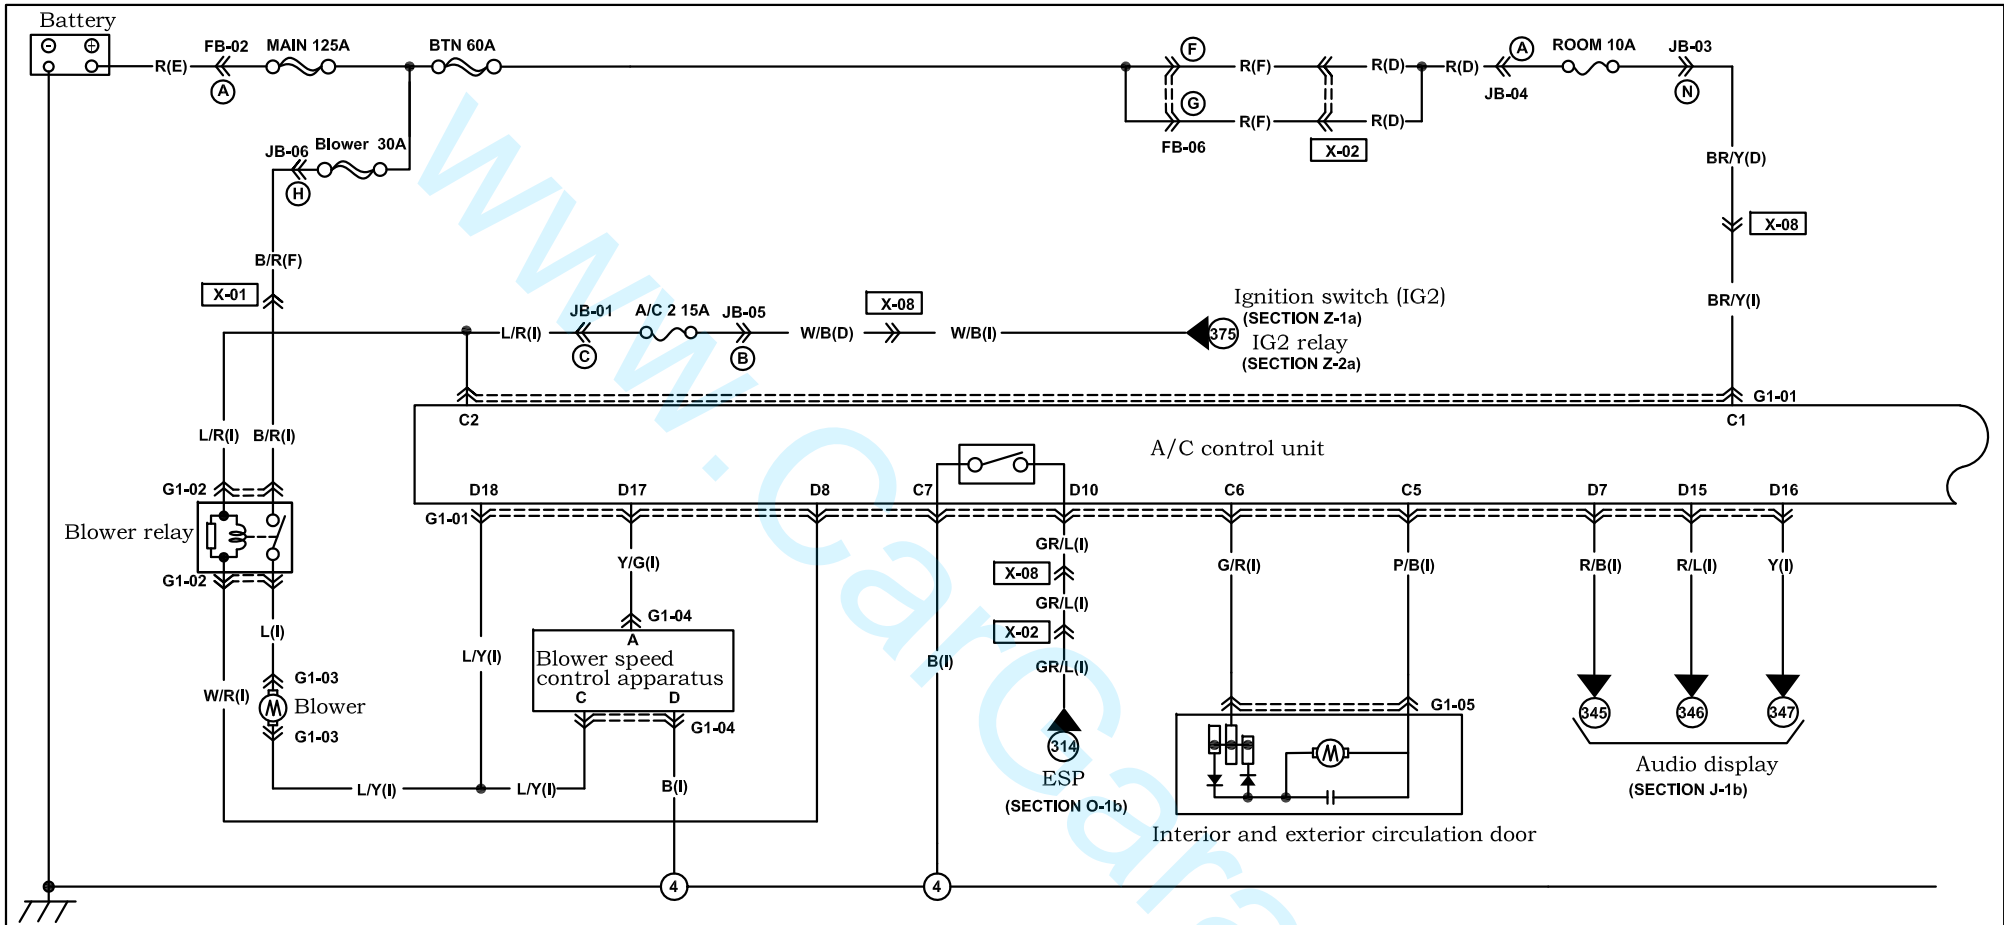 Battery
- +
R(E)
FB-02
A
MAIN 125A
BTN 60A
F
R(F)
R(D)
R(D)
A
JB-04
ROOM 10A
JB-03
N
G
R(F)
R(D)
FB-06
X-02
JB-06
Blower 30A
H
BR/Y(D)
X-08
B/R(F)
X-01
L/R(I)
JB-01
C
A/C 2 15A
JB-05
B
W/B(D)
X-08
W/B(I)
375
Ignition switch (IG2)
(SECTION Z-1a)
IG2 relay
(SECTION Z-2a)
BR/Y(I)
G1-01
C2
C1
L/R(I)
B/R(I)
A/C control unit
G1-02
D18
D17
D8
C7
D10
C6
C5
D7
D15
D16
G1-01
Blower relay
G1-02
Y/G(I)
GR/L(I)
X-08
GR/L(I)
X-02
GR/L(I)
G/R(I)
P/B(I)
R/B(I)
R/L(I)
Y(I)
L(I)
G1-04
A
Blower speed
control apparatus
C D
G1-04
L/Y(I)
B(I)
W/R(I)
G1-03
M
Blower
G1-03
L/Y(I)
L/Y(I)
B(I)
314
ESP
(SECTION O-1b)
G1-05
M
Interior and exterior circulation door
345
346
347
Audio display
(SECTION J-1b)
4
4